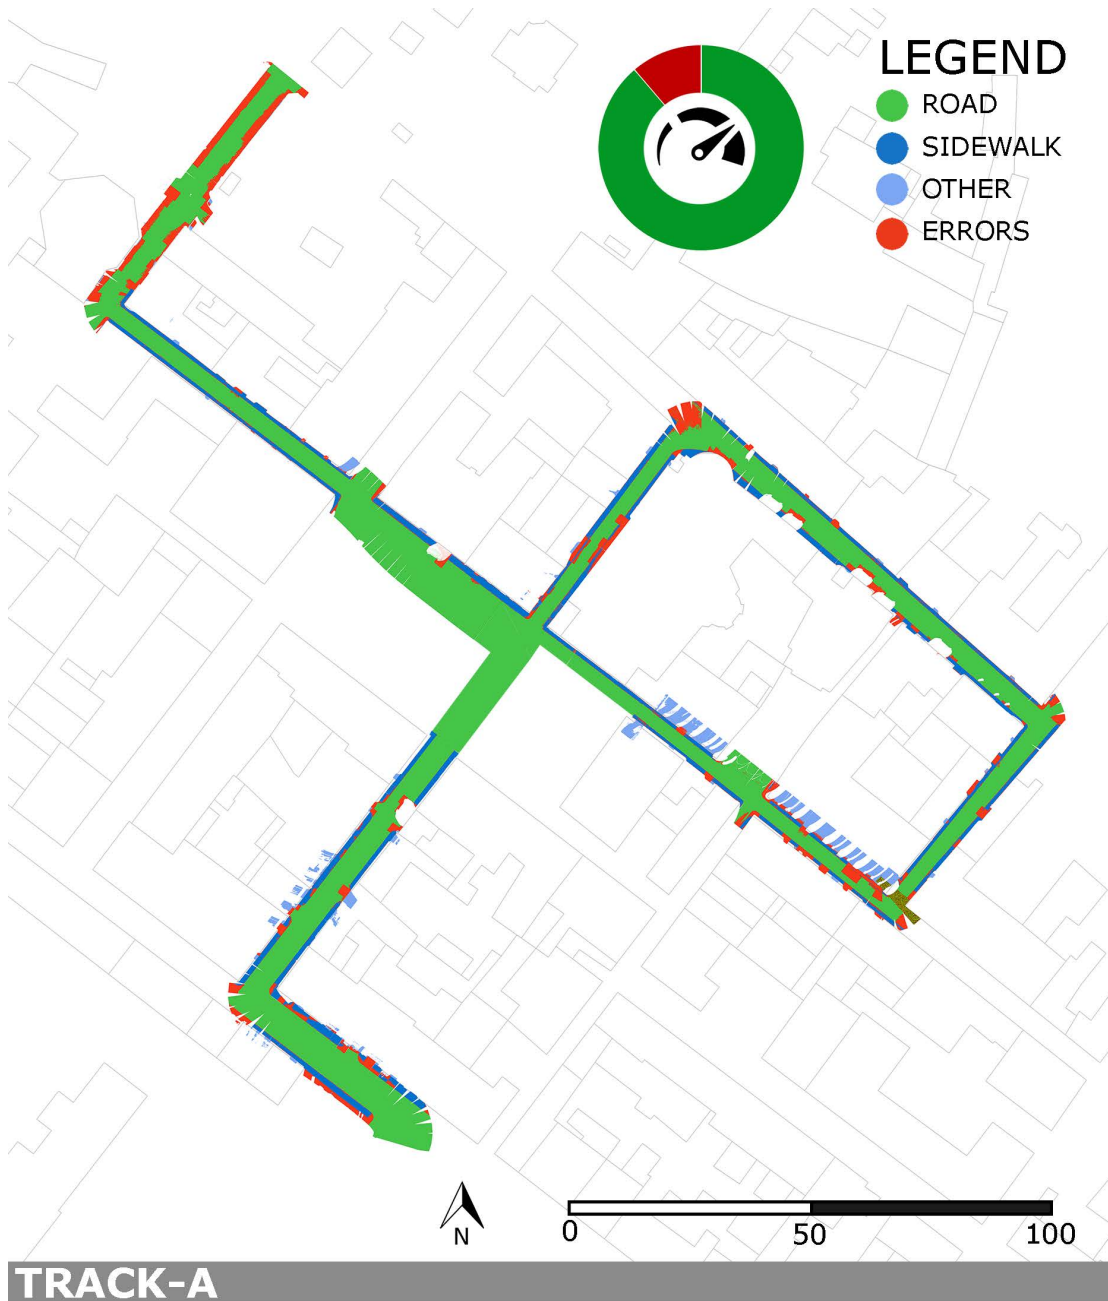 LEGEND
ROAD
SIDEWALK
OTHER
ERRORS
N
0 50 100
TRACK-A